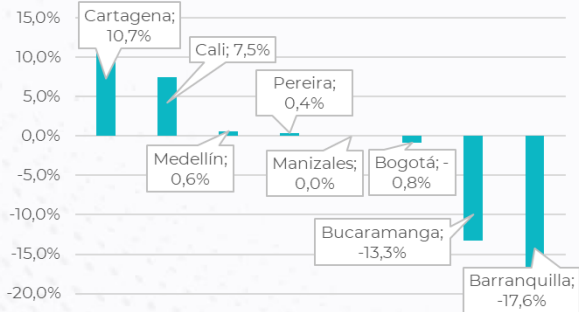 15,0%
10,0%
5,0%
0,0%
-5,0%
-10,0%
-15,0%
-20,0%
Cartagena;
10,7%
Cali; 7,5%
Medellín;
0,6%
Pereira;
0,4%
Manizales;
0,0%
Bogotá; -
0,8%
Bucaramanga;
-13,3%
Barranquilla;
-17,6%